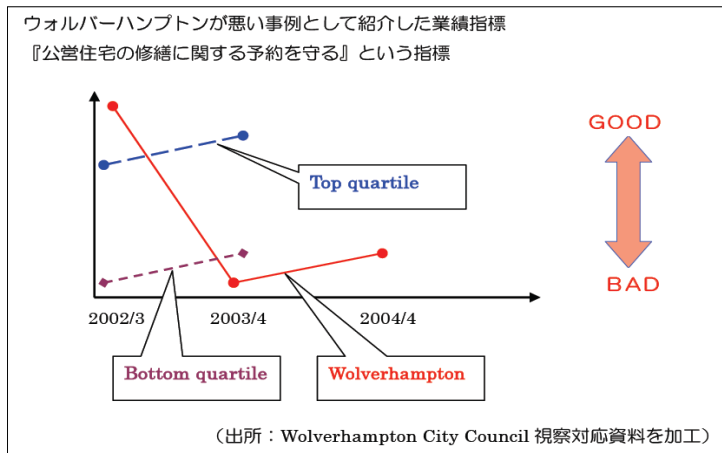 ウォルバーハンプトンが悪い事例として紹介した業績指標
『公営住宅の修繕に関する予約を守る』という指標
GOOD
Top quartile
BAD
2002/3 2003/4 2004/4
Bottom quartile
Wolverhampton
（出所：Wolverhampton City Council 視察対応資料を加工）